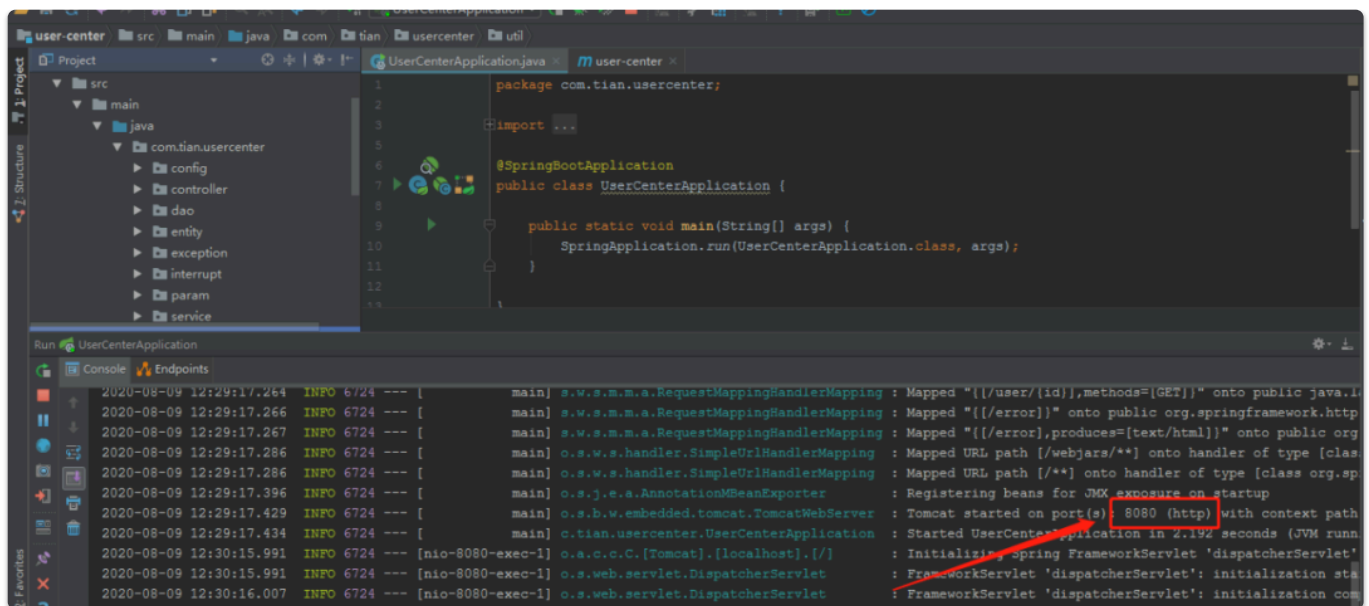 UserCenterApplication
user-center src main java com tian usercenter util
1: Project
Project
UserCenterApplication.java
m user-center
src
main
java
com.tian.usercenter
config
controller
dao
entity
exception
interrupt
param
service
Z: Structure
1 package com.tian.usercenter;
2
3 import ...
5
6 @SpringBootApplication
7 public class UserCenterApplication {
8
9 public static void main(String[] args) {
10 SpringApplication.run(UserCenterApplication.class, args);
11 }
12
13 }
Run UserCenterApplication
Console Endpoints
2020-08-09 12:29:17.264 INFO 6724 --- [ main] s.w.s.m.m.a.RequestMappingHandlerMapping : Mapped "{[/user/{id}],methods=[GET]}" onto public java.l
2020-08-09 12:29:17.266 INFO 6724 --- [ main] s.w.s.m.m.a.RequestMappingHandlerMapping : Mapped "{[/error]}" onto public org.springframework.http
2020-08-09 12:29:17.267 INFO 6724 --- [ main] s.w.s.m.m.a.RequestMappingHandlerMapping : Mapped "{[/error],produces=[text/html]}" onto public org
2020-08-09 12:29:17.286 INFO 6724 --- [ main] o.s.w.s.handler.SimpleUrlHandlerMapping : Mapped URL path [/webjars/**] onto handler of type [clas
2020-08-09 12:29:17.286 INFO 6724 --- [ main] o.s.w.s.handler.SimpleUrlHandlerMapping : Mapped URL path [/**] onto handler of type [class org.sp
2020-08-09 12:29:17.396 INFO 6724 --- [ main] o.s.j.e.a.AnnotationMBeanExporter : Registering beans for JMX exposure on startup
2020-08-09 12:29:17.429 INFO 6724 --- [ main] o.s.b.w.embedded.tomcat.TomcatWebServer : Tomcat started on port(s): 8080 (http) with context path
2020-08-09 12:29:17.434 INFO 6724 --- [ main] c.tian.usercenter.UserCenterApplication : Started UserCenterApplication in 2.192 seconds (JVM runn
2020-08-09 12:30:15.991 INFO 6724 --- [nio-8080-exec-1] o.a.c.c.C.[Tomcat].[localhost].[/] : Initializing Spring FrameworkServlet 'dispatcherServlet'
2020-08-09 12:30:15.991 INFO 6724 --- [nio-8080-exec-1] o.s.web.servlet.DispatcherServlet : FrameworkServlet 'dispatcherServlet': initialization sta
2020-08-09 12:30:16.007 INFO 6724 --- [nio-8080-exec-1] o.s.web.servlet.DispatcherServlet : FrameworkServlet 'dispatcherServlet': initialization com
2: Favorites